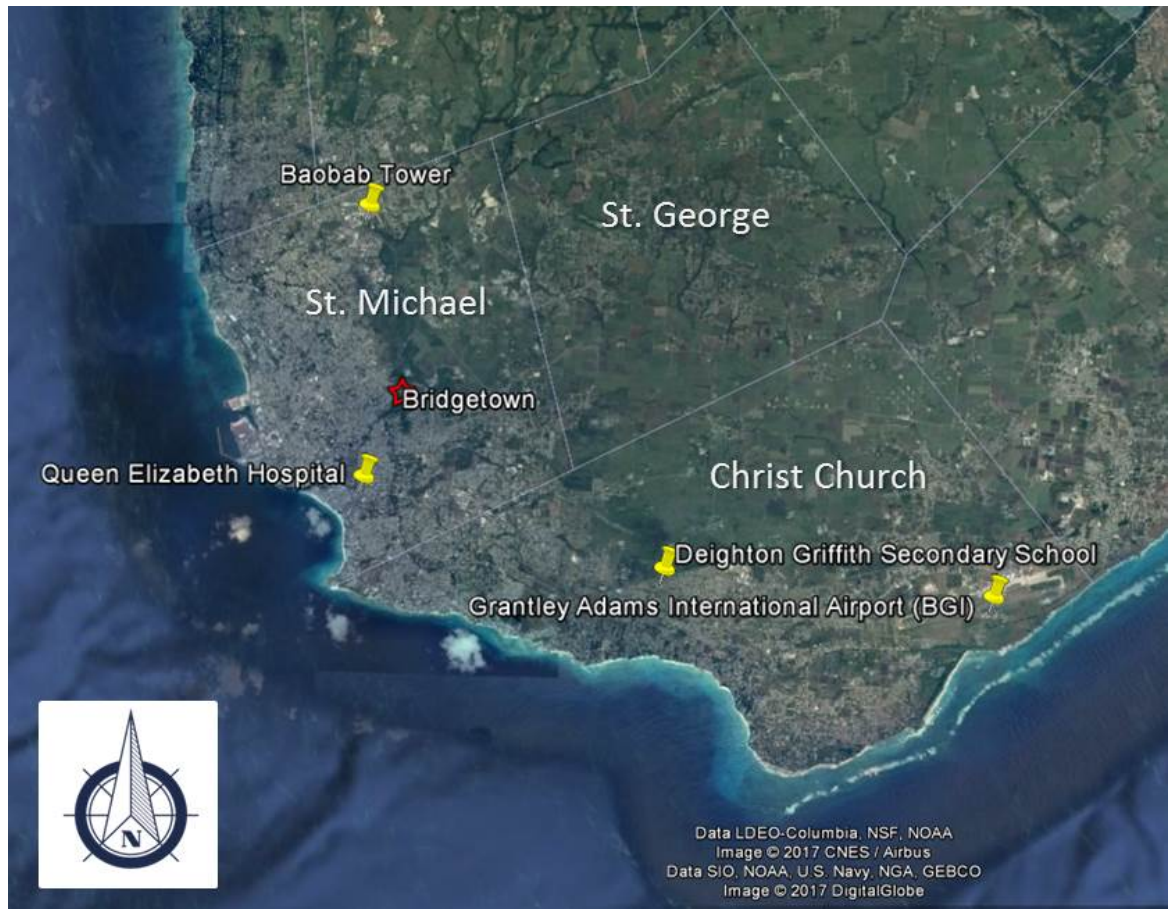 Baobab Tower
St. George
St. Michael
Bridgetown
Queen Elizabeth Hospital
Christ Church
Deighton Griffith Secondary School
Grantley Adams International Airport (BGI)
N
Data LDEO-Columbia, NSF, NOAA
Image © 2017 CNES / Airbus
Data SIO, NOAA, U.S. Navy, NGA, GEBCO
Image © 2017 DigitalGlobe